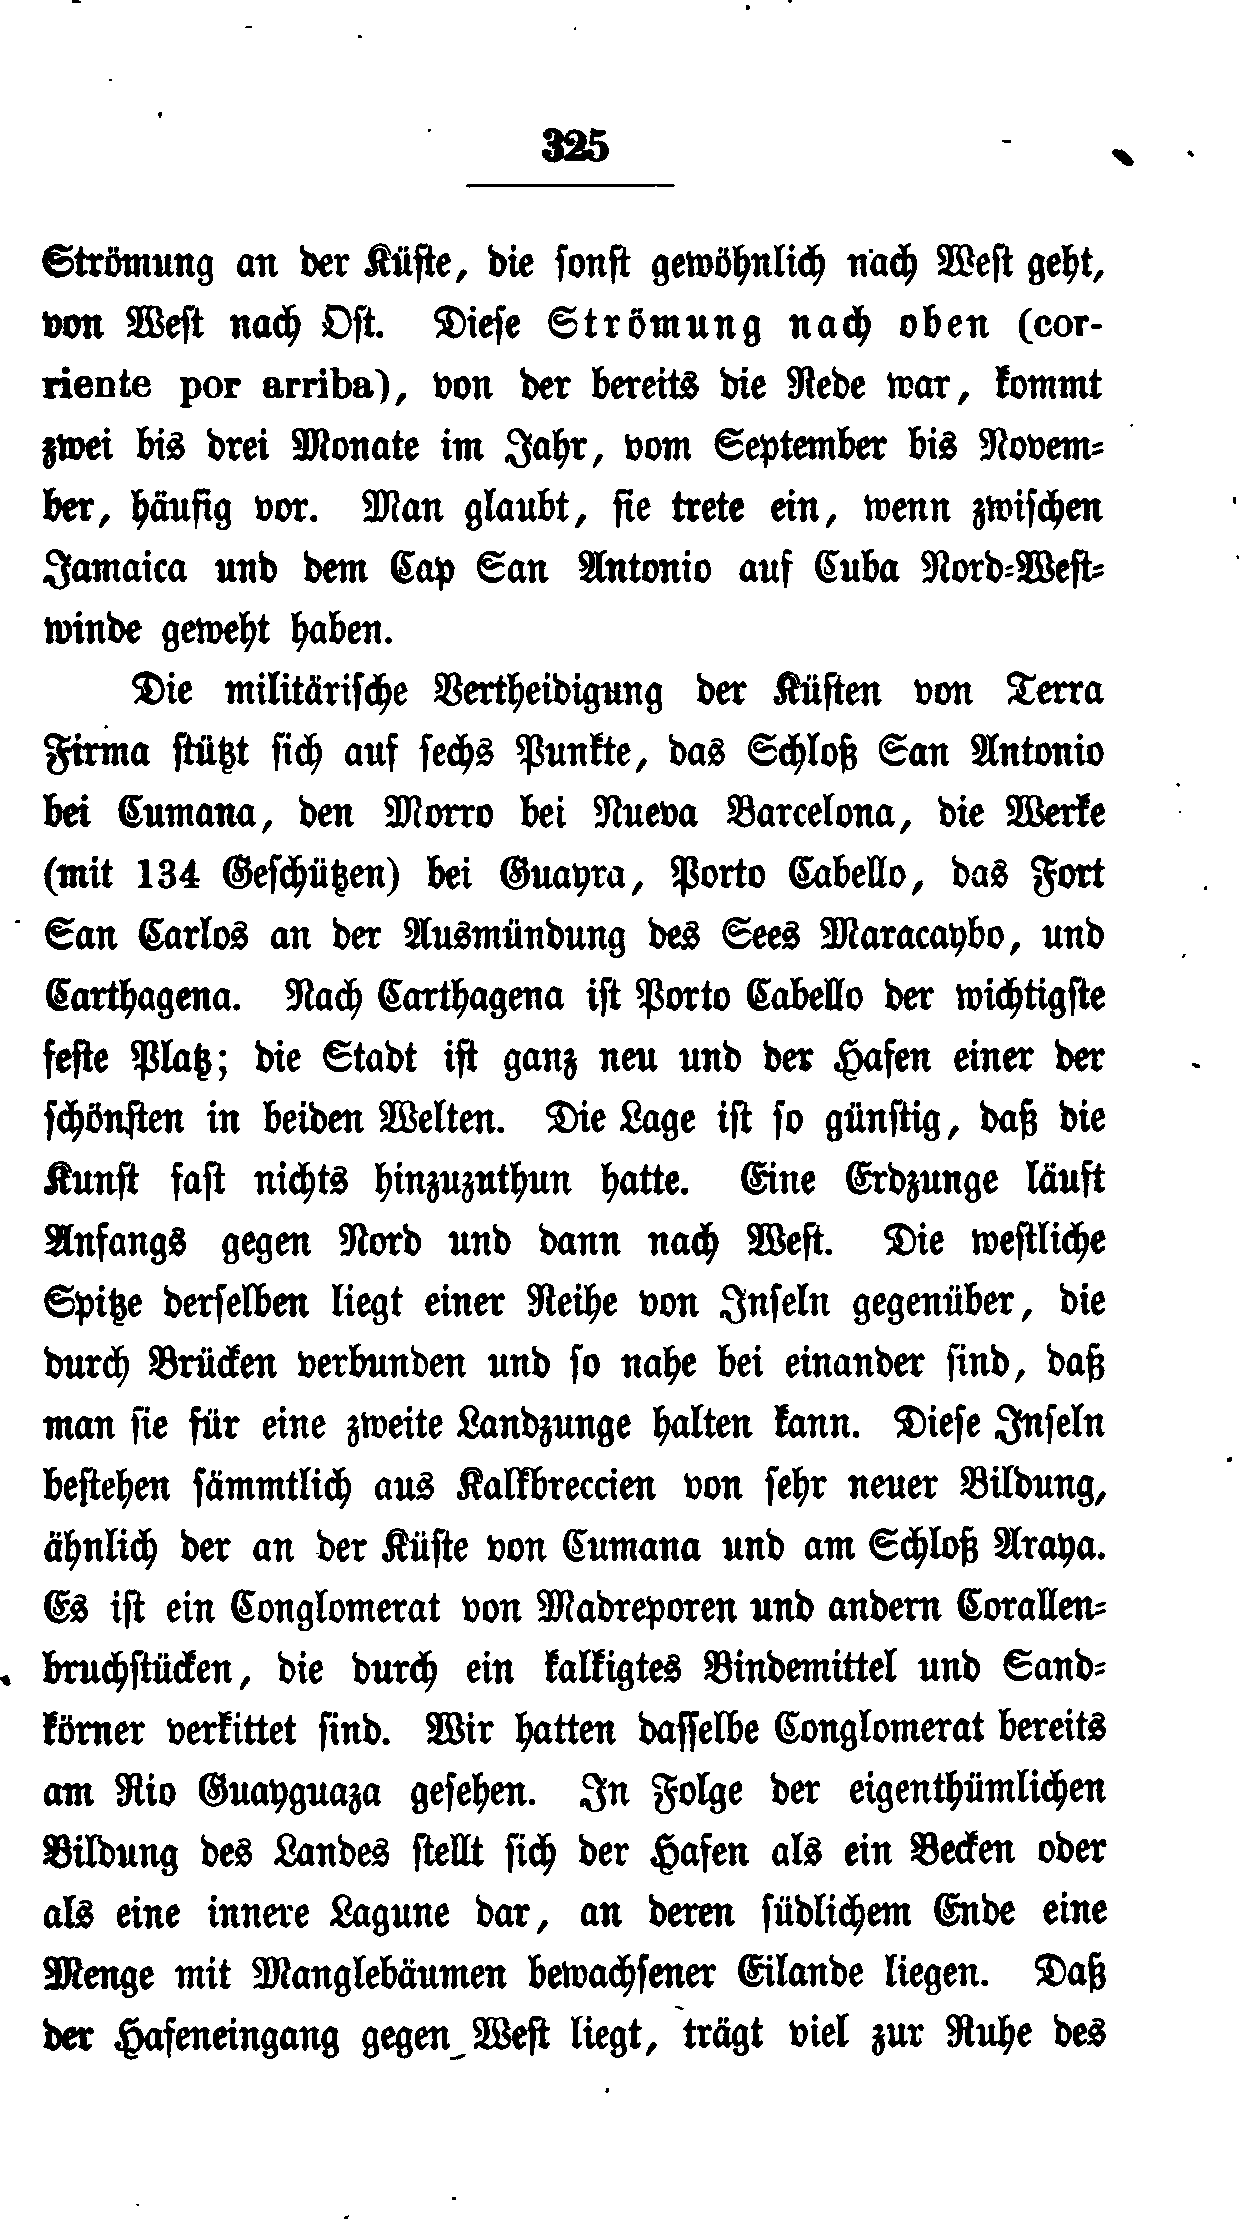 325
Strömung an der Küste, die sonst gewöhnlich nach West geht,
von West nach Ost. Diese Strömung nach oben (cor-
riente por arriba), von der bereits die Rede war, kommt
zwei bis drei Monate im Jahr, vom September bis Novem-
ber, häufig vor. Man glaubt, sie trete ein, wenn zwischen
Jamaica und dem Cap San Antonio auf Cuba Nord-West-
winde geweht haben.
Die militärische Vertheidigung der Küsten von Terra
Firma stützt sich auf sechs Punkte, das Schloß San Antonio
bei Cumana, den Morro bei Nueva Barcelona, die Werke
(mit 134 Geschützen) bei Guayra, Porto Cabello, das Fort
San Carlos an der Ausmündung des Sees Maracaybo, und
Carthagena. Nach Carthagena ist Porto Cabello der wichtigste
feste Platz; die Stadt ist ganz neu und der Hafen einer der
schönsten in beiden Welten. Die Lage ist so günstig, daß die
Kunst fast nichts hinzuzuthun hatte. Eine Erdzunge läuft
Anfangs gegen Nord und dann nach West. Die westliche
Spitze derselben liegt einer Reihe von Inseln gegenüber, die
durch Brücken verbunden und so nahe bei einander sind, daß
man sie für eine zweite Landzunge halten kann. Diese Inseln
bestehen sämmtlich aus Kalkbreccien von sehr neuer Bildung,
ähnlich der an der Küste von Cumana und am Schloß Araya.
Es ist ein Conglomerat von Madreporen und andern Corallen-
bruchstücken, die durch ein kalkigtes Bindemittel und Sand-
körner verkittet sind. Wir hatten dasselbe Conglomerat bereits
am Rio Guayguaza gesehen. In Folge der eigenthümlichen
Bildung des Landes stellt sich der Hafen als ein Becken oder
als eine innere Lagune dar, an deren südlichem Ende eine
Menge mit Manglebäumen bewachsener Eilande liegen. Daß
der Hafeneingang gegen West liegt, trägt viel zur Ruhe des